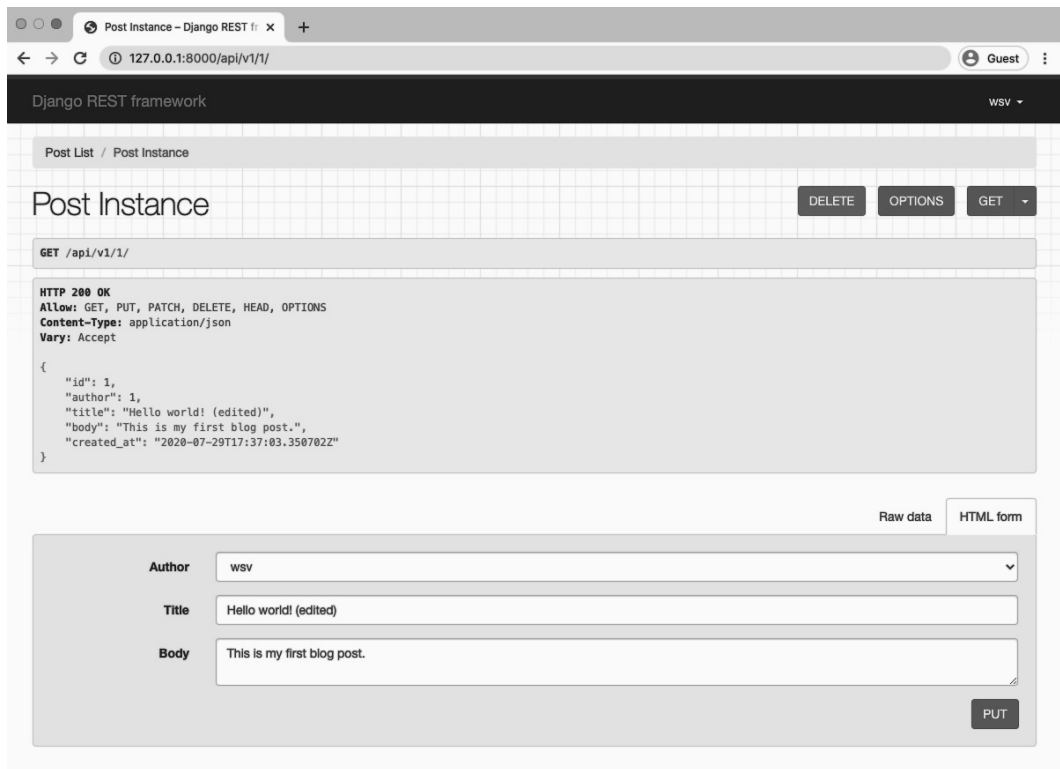 Post Instance – Django REST fr
127.0.0.1:8000/api/v1/1/
Guest
Django REST framework
wsv
Post List / Post Instance
Post Instance
DELETE
OPTIONS
GET
GET /api/v1/1/
HTTP 200 OK
Allow: GET, PUT, PATCH, DELETE, HEAD, OPTIONS
Content-Type: application/json
Vary: Accept
{
"id": 1,
"author": 1,
"title": "Hello world! (edited)",
"body": "This is my first blog post.",
"created_at": "2020-07-29T17:37:03.350702Z"
}
Raw data
HTML form
Author
wsv
Title
Hello world! (edited)
Body
This is my first blog post.
PUT